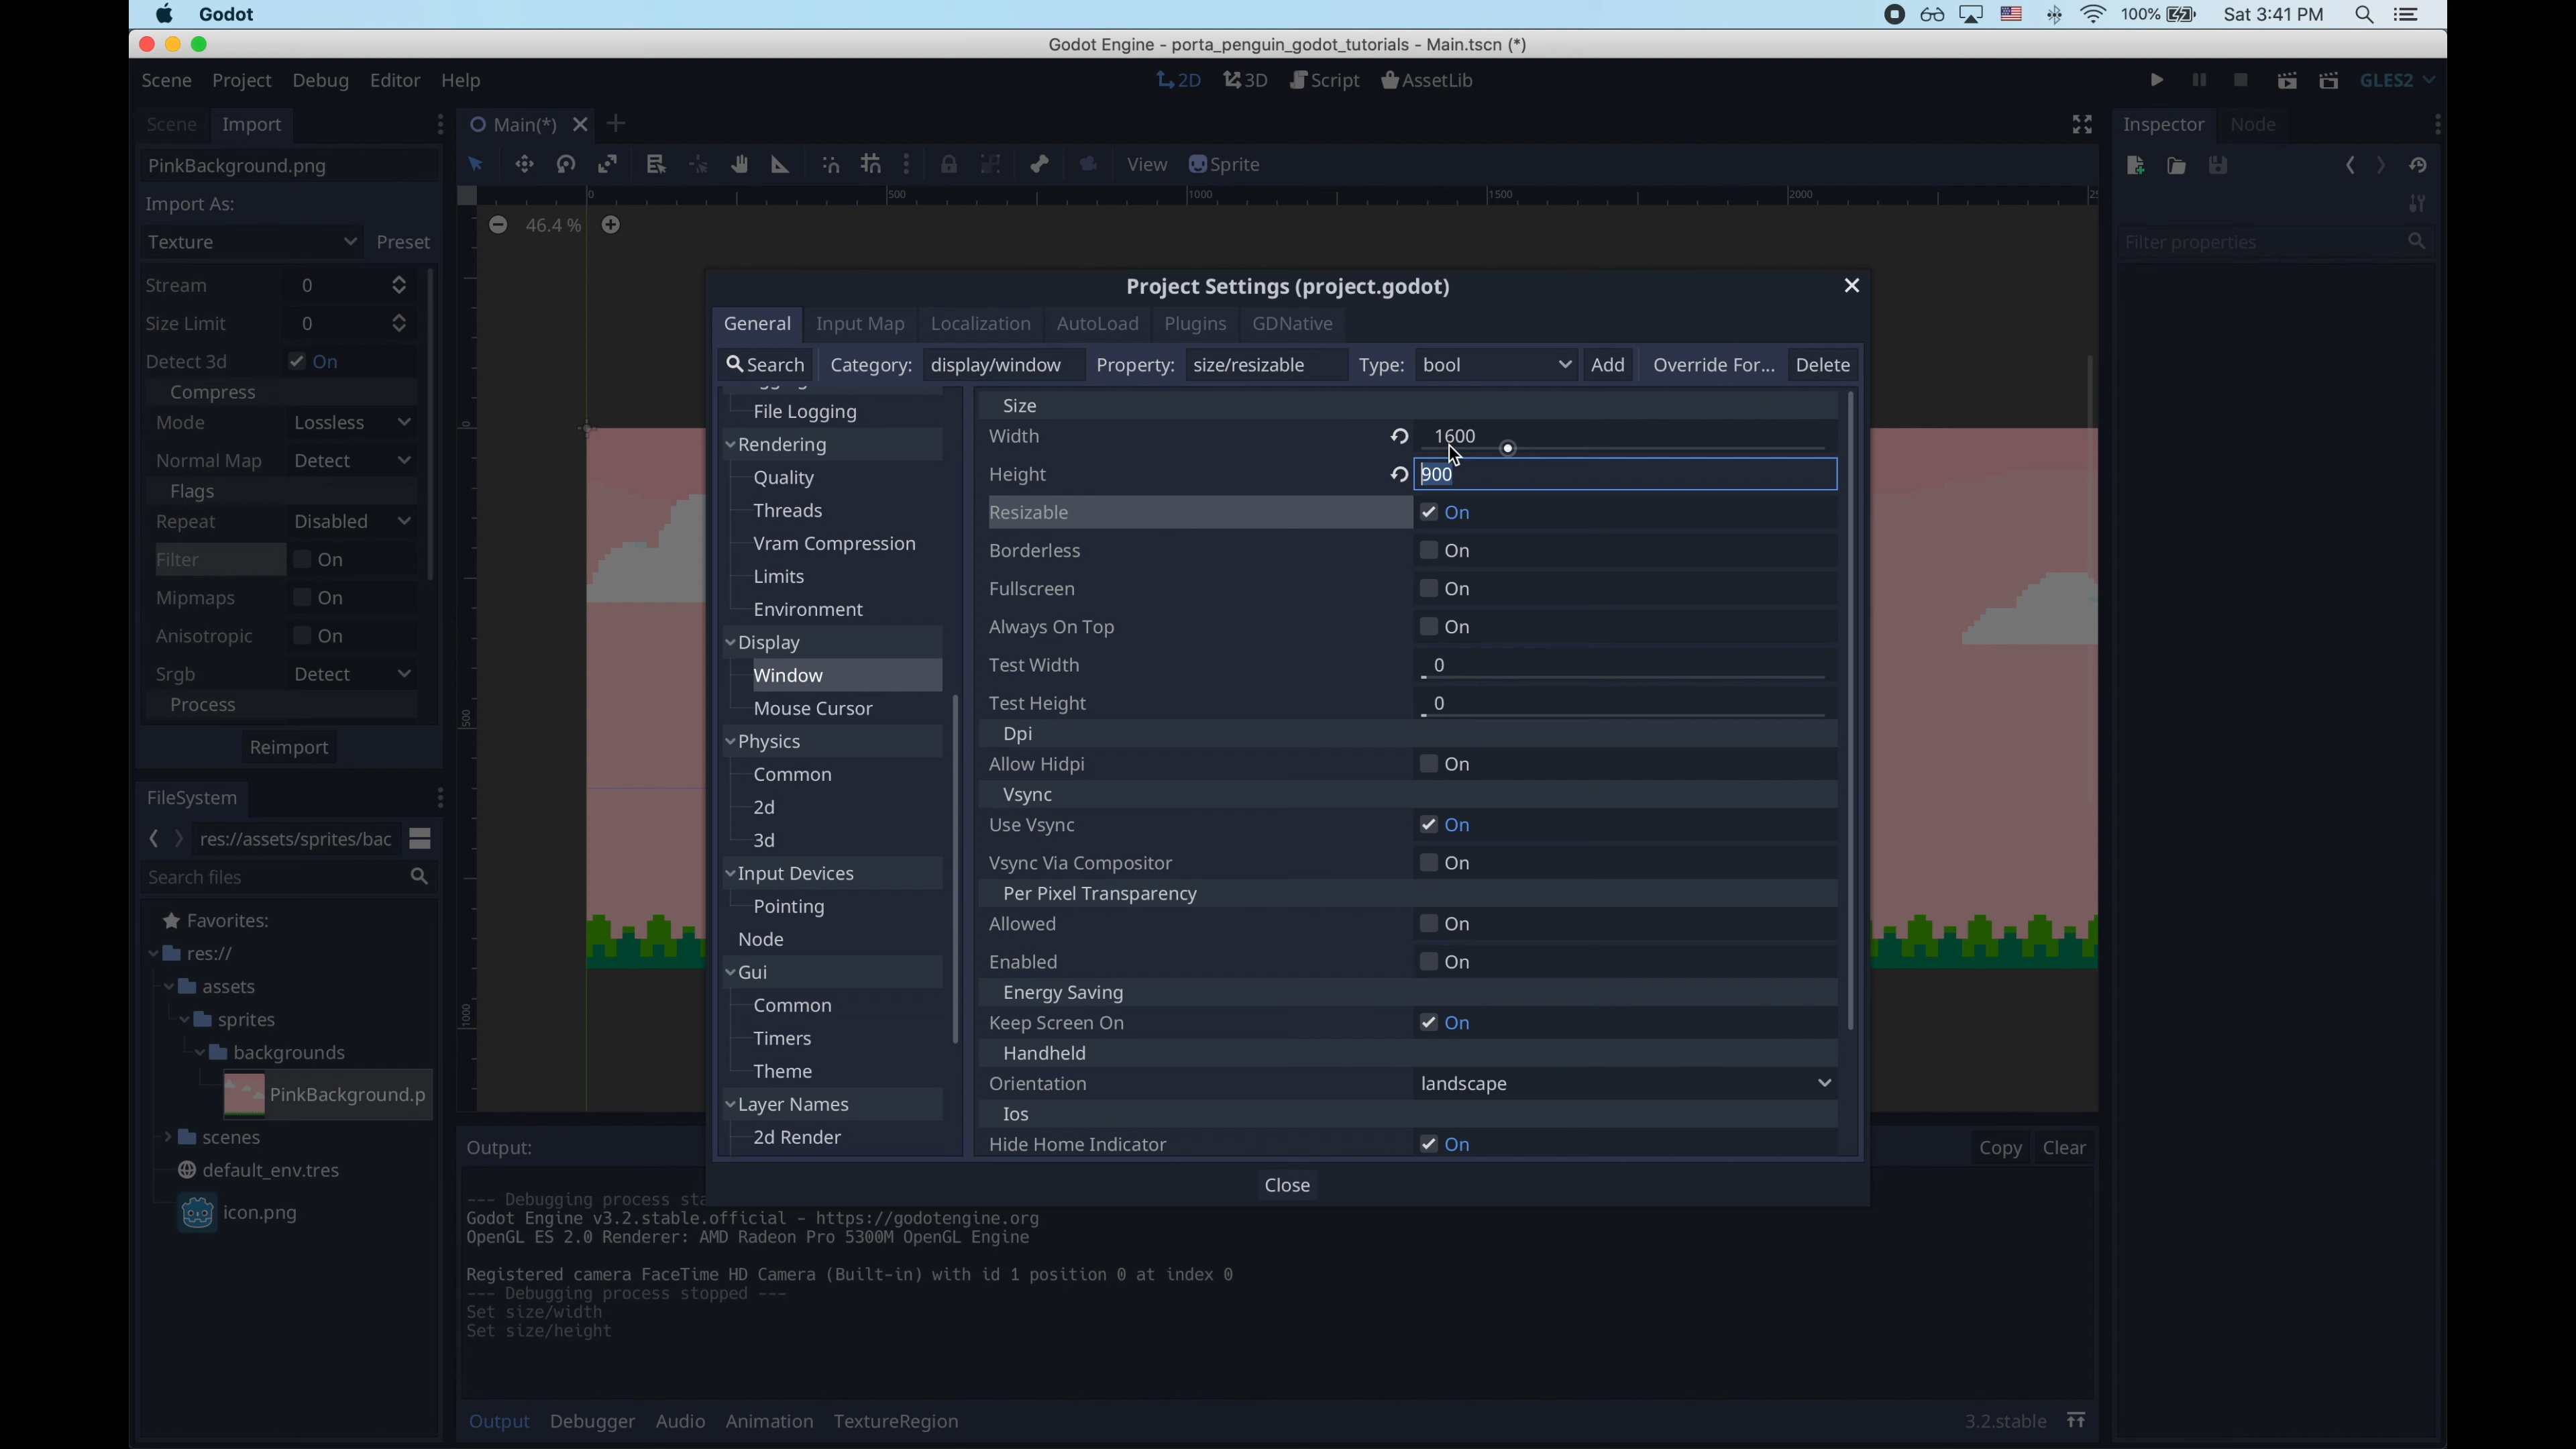 Godot
100%
Sat 3:41 PM
Godot Engine - porta_penguin_godot_tutorials - Main.tscn (*)
Scene Project Debug Editor Help
2D 3D Script AssetLib
GLES2
Scene Import
Main(*)
Inspector Node
PinkBackground.png
View Sprite
Import As:
0 500 1000 1500 2000
Texture Preset
46.4 %
Filter properties
Stream 0
Size Limit 0
Detect 3d On
Compress
Mode Lossless
Normal Map Detect
Flags
Repeat Disabled
Filter On
Mipmaps On
Anisotropic On
Srgb Detect
Process
Reimport
0
500
1000
Project Settings (project.godot)
General Input Map Localization AutoLoad Plugins GDNative
Search Category: display/window Property: size/resizable Type: bool Add Override For... Delete
File Logging
Rendering
Quality
Threads
Vram Compression
Limits
Environment
Display
Window
Mouse Cursor
Physics
Common
2d
3d
Input Devices
Pointing
Node
Gui
Common
Timers
Theme
Layer Names
2d Render
Size
Width 1600
Height 900
Resizable On
Borderless On
Fullscreen On
Always On Top On
Test Width 0
Test Height 0
Dpi
Allow Hidpi On
Vsync
Use Vsync On
Vsync Via Compositor On
Per Pixel Transparency
Allowed On
Enabled On
Energy Saving
Keep Screen On On
Handheld
Orientation landscape
Ios
Hide Home Indicator On
Close
FileSystem
res://assets/sprites/bac
Search files
Favorites:
res://
assets
sprites
backgrounds
PinkBackground.p
scenes
default_env.tres
icon.png
Output:
Copy Clear
--- Debugging process sta
Godot Engine v3.2.stable.official - https://godotengine.org
OpenGL ES 2.0 Renderer: AMD Radeon Pro 5300M OpenGL Engine
Registered camera FaceTime HD Camera (Built-in) with id 1 position 0 at index 0
--- Debugging process stopped ---
Set size/width
Set size/height
Output Debugger Audio Animation TextureRegion
3.2.stable